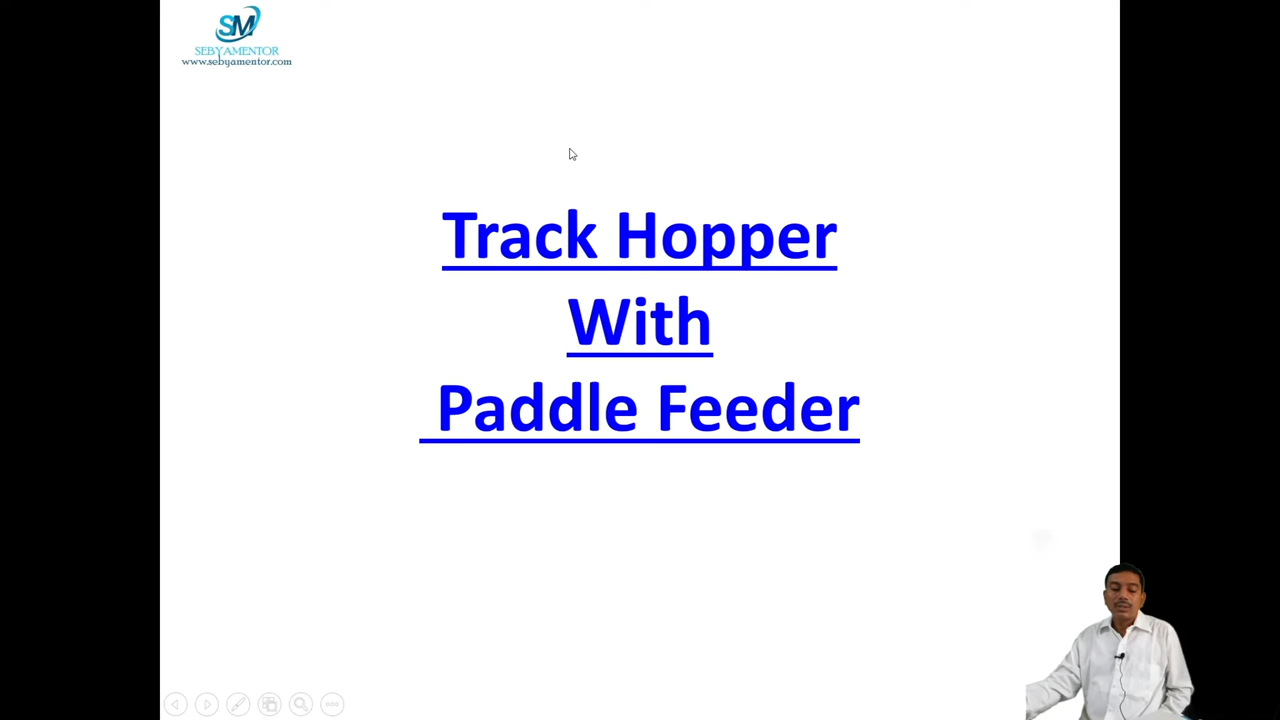 SM
SEBYAMENTOR
www.sebyamentor.com
Track Hopper
With
Paddle Feeder